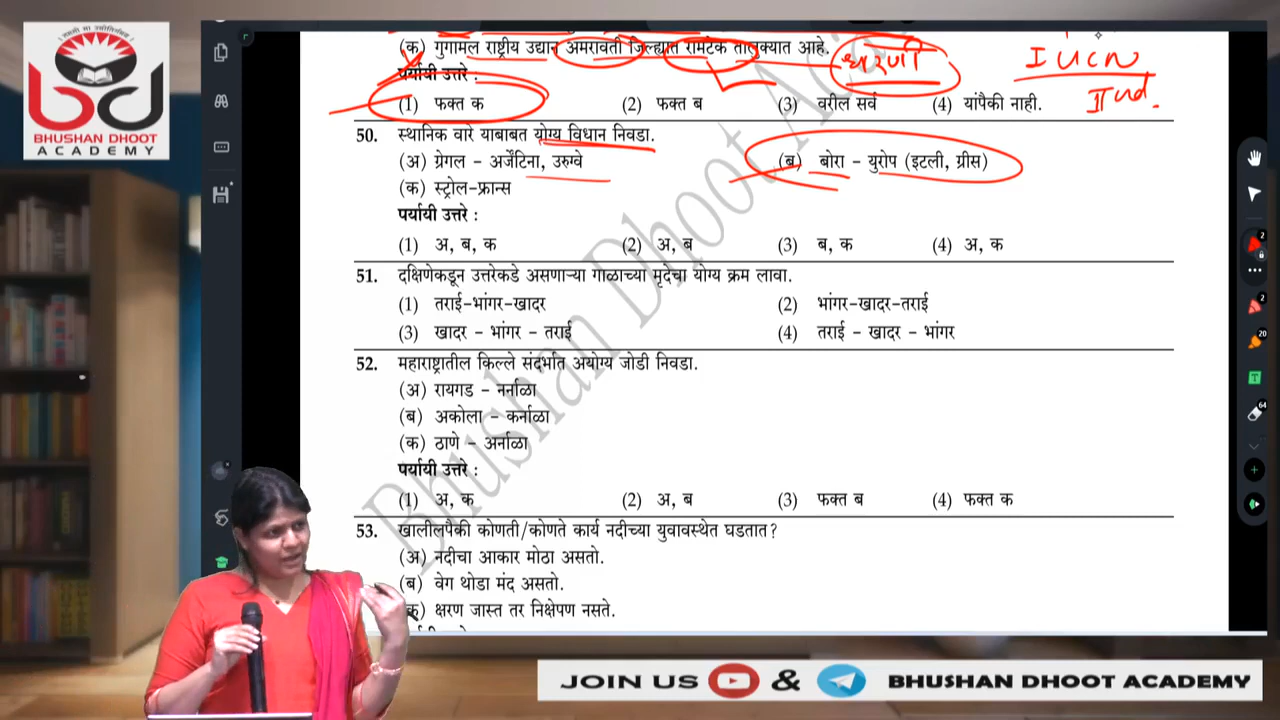 BHUSHAN DHOOT
ACADEMY
(क) गुगामल राष्ट्रीय उद्यान अमरावती जिल्ह्यात रामटेक तालुक्यात आहे.
धारणी
पर्यायी उत्तरे :
(1) फक्त क (2) फक्त ब (3) वरील सर्व (4) यांपैकी नाही.
50. स्थानिक वारे याबाबत योग्य विधान निवडा.
(अ) ग्रेगल - अर्जेंटिना, उरुग्वे (ब) बोरा - युरोप (इटली, ग्रीस)
(क) स्ट्रोल-फ्रान्स
पर्यायी उत्तरे :
(1) अ, ब, क (2) अ, ब (3) ब, क (4) अ, क
51. दक्षिणेकडून उत्तरेकडे असणाऱ्या गाळाच्या मृदेचा योग्य क्रम लावा.
(1) तराई-भांगर-खादर (2) भांगर-खादर-तराई
(3) खादर - भांगर - तराई (4) तराई - खादर - भांगर
52. महाराष्ट्रातील किल्ले संदर्भात अयोग्य जोडी निवडा.
(अ) रायगड - नर्नाळा
(ब) अकोला - कर्नाळा
(क) ठाणे - अर्नाळा
पर्यायी उत्तरे :
(1) अ, क (2) अ, ब (3) फक्त ब (4) फक्त क
53. खालीलपैकी कोणती/कोणते कार्य नदीच्या युवावस्थेत घडतात?
(अ) नदीचा आकार मोठा असतो.
(ब) वेग थोडा मंद असतो.
(क) क्षरण जास्त तर निक्षेपण नसते.
Bhushan Dhoot Aca
JOIN US & BHUSHAN DHOOT ACADEMY